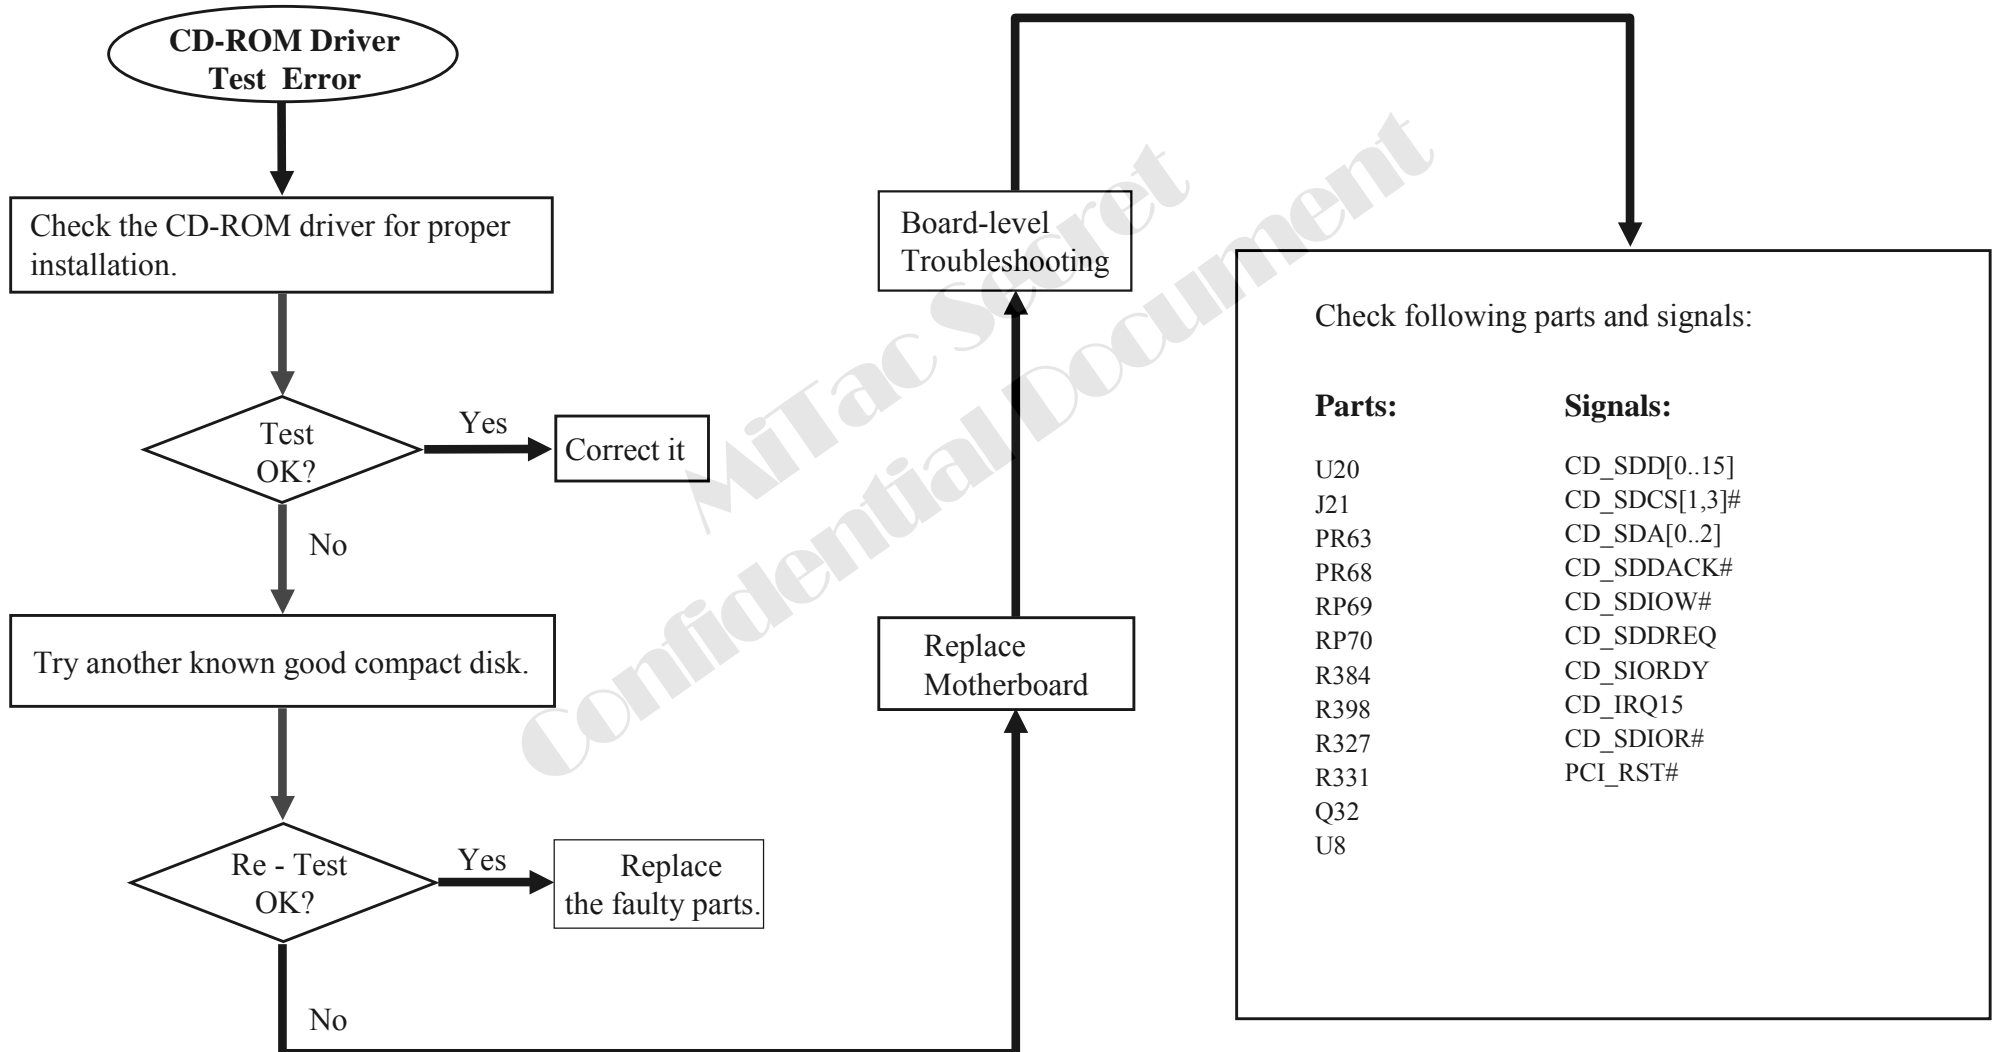 CD-ROM Driver
Test Error
Check the CD-ROM driver for proper
installation.
Test
OK?
Yes
Correct it
No
Try another known good compact disk.
Re - Test
OK?
Yes
Replace
the faulty parts.
No
Replace
Motherboard
Board-level
Troubleshooting
Check following parts and signals:
Parts:
U20
J21
PR63
PR68
RP69
RP70
R384
R398
R327
R331
Q32
U8
Signals:
CD_SDD[0..15]
CD_SDCS[1,3]#
CD_SDA[0..2]
CD_SDDACK#
CD_SDIOW#
CD_SDDREQ
CD_SIORDY
CD_IRQ15
CD_SDIOR#
PCI_RST#
MiTac Secret
Confidential Document